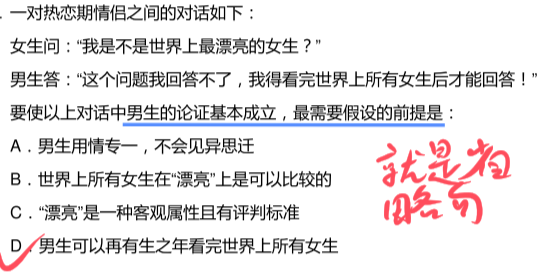 . 一对热恋期情侣之间的对话如下：
女生问：“我是不是世界上最漂亮的女生？”
男生答：“这个问题我回答不了，我得看完世界上所有女生后才能回答！”
要使以上对话中男生的论证基本成立，最需要假设的前提是：
A．男生用情专一，不会见异思迁
B．世界上所有女生在“漂亮”上是可以比较的
C．“漂亮”是一种客观属性且有评判标准
D．男生可以再有生之年看完世界上所有女生
就是省
略句